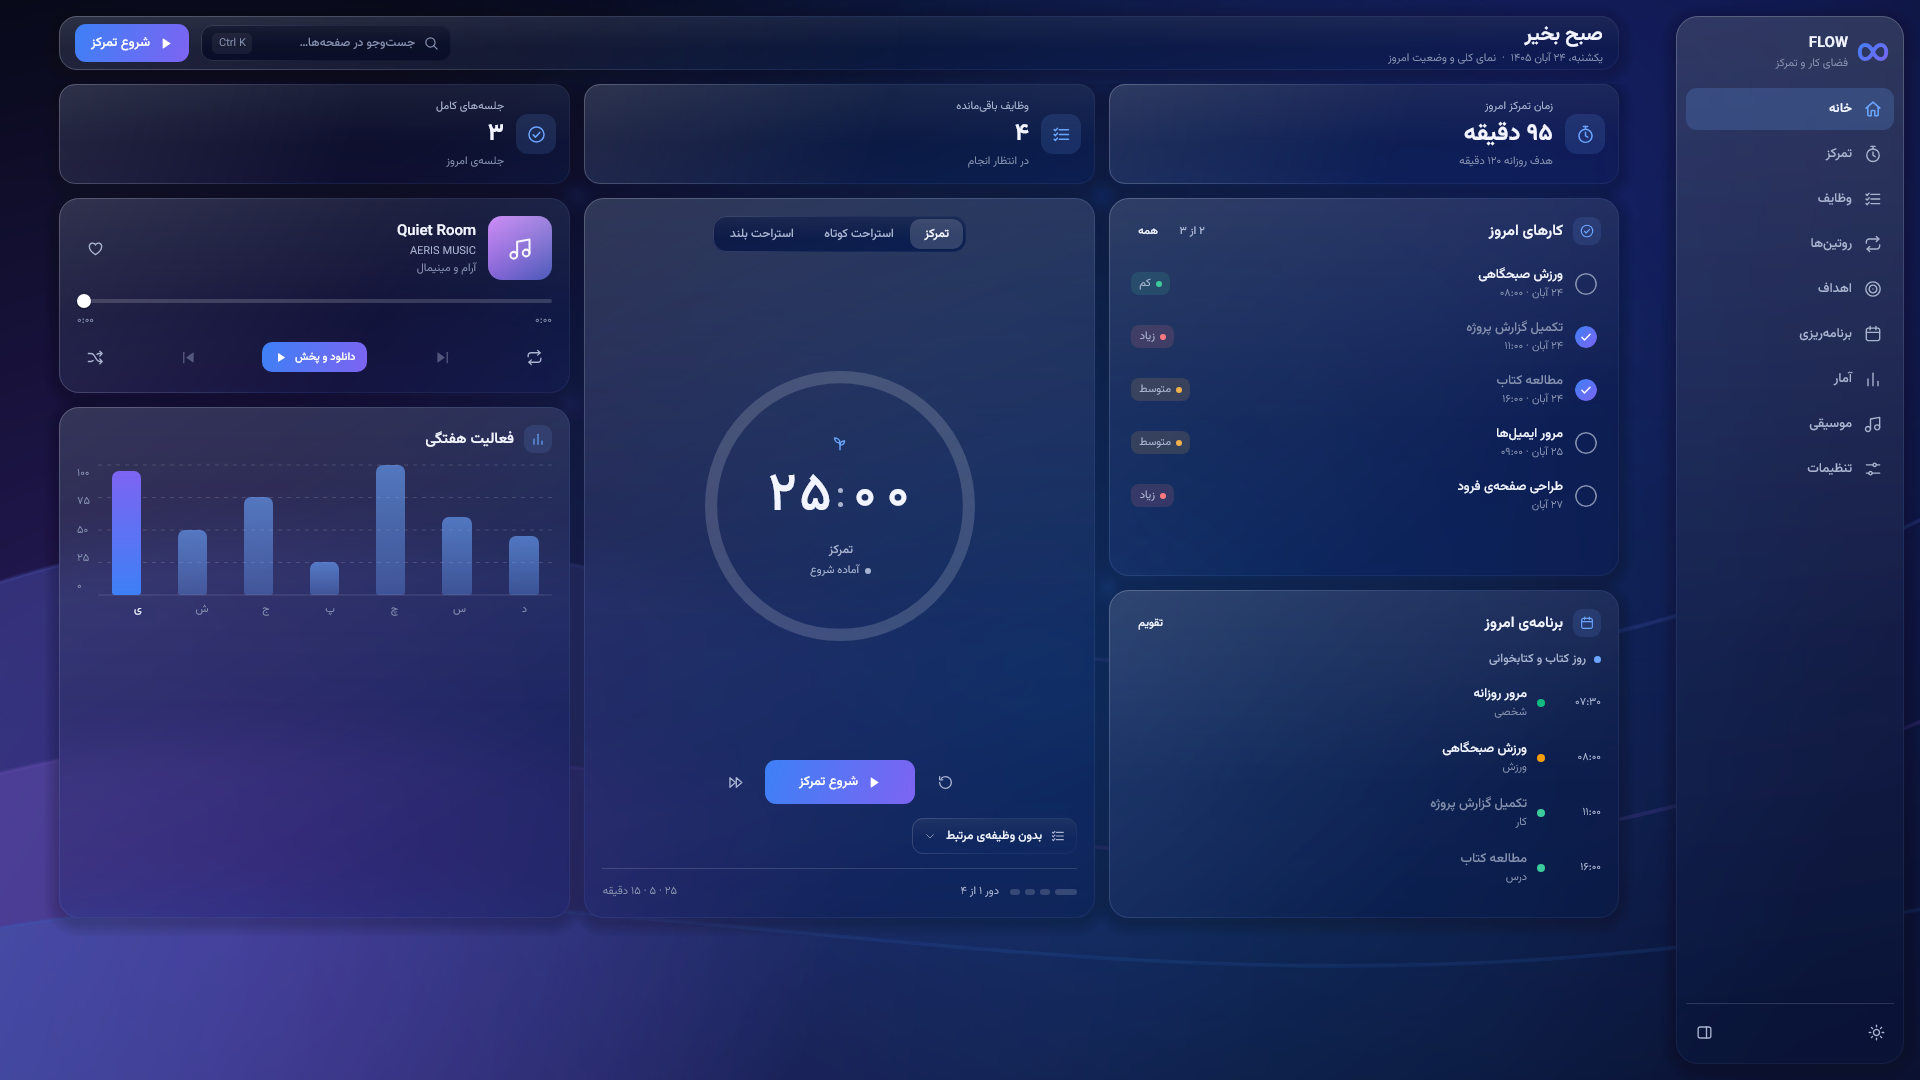 FLOW
فضای کار و تمرکز
خانه
تمرکز
وظایف
روتین‌ها
اهداف
برنامه‌ریزی
آمار
موسیقی
تنظیمات
صبح بخیر
یکشنبه، ۲۴ آبان ۱۴۰۵ · نمای کلی و وضعیت امروز
جست‌وجو در صفحه‌ها...
Ctrl K
شروع تمرکز
زمان تمرکز امروز
۹۵ دقیقه
هدف روزانه ۱۲۰ دقیقه
وظایف باقی‌مانده
۴
در انتظار انجام
جلسه‌های کامل
۳
جلسه‌ی امروز
کارهای امروز
۲ از ۳
همه
ورزش صبحگاهی
۲۴ آبان · ۰۸:۰۰
کم
تکمیل گزارش پروژه
۲۴ آبان · ۱۱:۰۰
زیاد
مطالعه کتاب
۲۴ آبان · ۱۶:۰۰
متوسط
مرور ایمیل‌ها
۲۵ آبان · ۰۹:۰۰
متوسط
طراحی صفحه‌ی فرود
۲۷ آبان
زیاد
برنامه‌ی امروز
تقویم
روز کتاب و کتابخوانی
۰۷:۳۰
مرور روزانه
شخصی
۰۸:۰۰
ورزش صبحگاهی
ورزش
۱۱:۰۰
تکمیل گزارش پروژه
کار
۱۶:۰۰
مطالعه کتاب
درس
تمرکز
استراحت کوتاه
استراحت بلند
۲۵:۰۰
تمرکز
آماده شروع
شروع تمرکز
بدون وظیفه‌ی مرتبط
دور ۱ از ۴
۲۵ · ۵ · ۱۵ دقیقه
Quiet Room
AERIS MUSIC
آرام و مینیمال
۰:۰۰
۰:۰۰
دانلود و پخش
فعالیت هفتگی
۱۰۰
۷۵
۵۰
۲۵
۰
د
س
چ
پ
ج
ش
ی